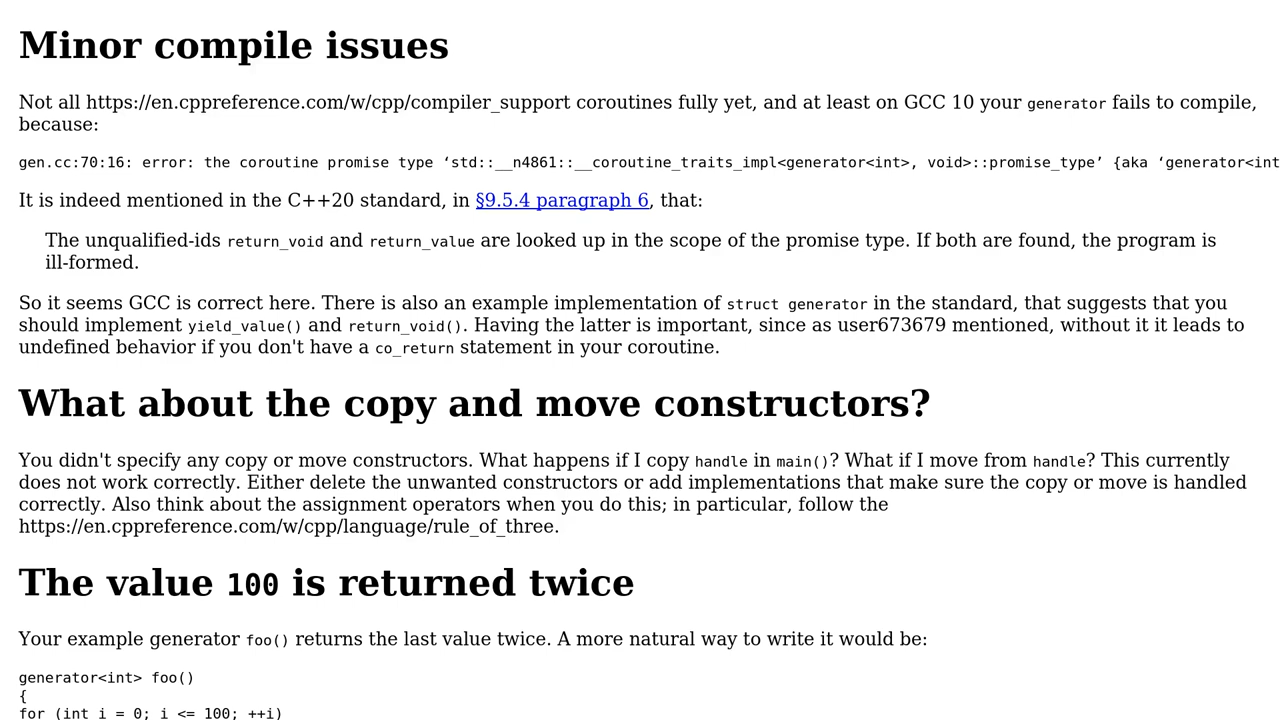 Minor compile issues
Not all https://en.cppreference.com/w/cpp/compiler_support coroutines fully yet, and at least on GCC 10 your generator fails to compile,
because:
gen.cc:70:16: error: the coroutine promise type ‘std::__n4861::__coroutine_traits_impl<generator<int>, void>::promise_type’ {aka ‘generator<int
It is indeed mentioned in the C++20 standard, in §9.5.4 paragraph 6, that:
The unqualified-ids return_void and return_value are looked up in the scope of the promise type. If both are found, the program is
ill-formed.
So it seems GCC is correct here. There is also an example implementation of struct generator in the standard, that suggests that you
should implement yield_value() and return_void(). Having the latter is important, since as user673679 mentioned, without it it leads to
undefined behavior if you don't have a co_return statement in your coroutine.
What about the copy and move constructors?
You didn't specify any copy or move constructors. What happens if I copy handle in main()? What if I move from handle? This currently
does not work correctly. Either delete the unwanted constructors or add implementations that make sure the copy or move is handled
correctly. Also think about the assignment operators when you do this; in particular, follow the
https://en.cppreference.com/w/cpp/language/rule_of_three.
The value 100 is returned twice
Your example generator foo() returns the last value twice. A more natural way to write it would be:
generator<int> foo()
{
for (int i = 0; i <= 100; ++i)